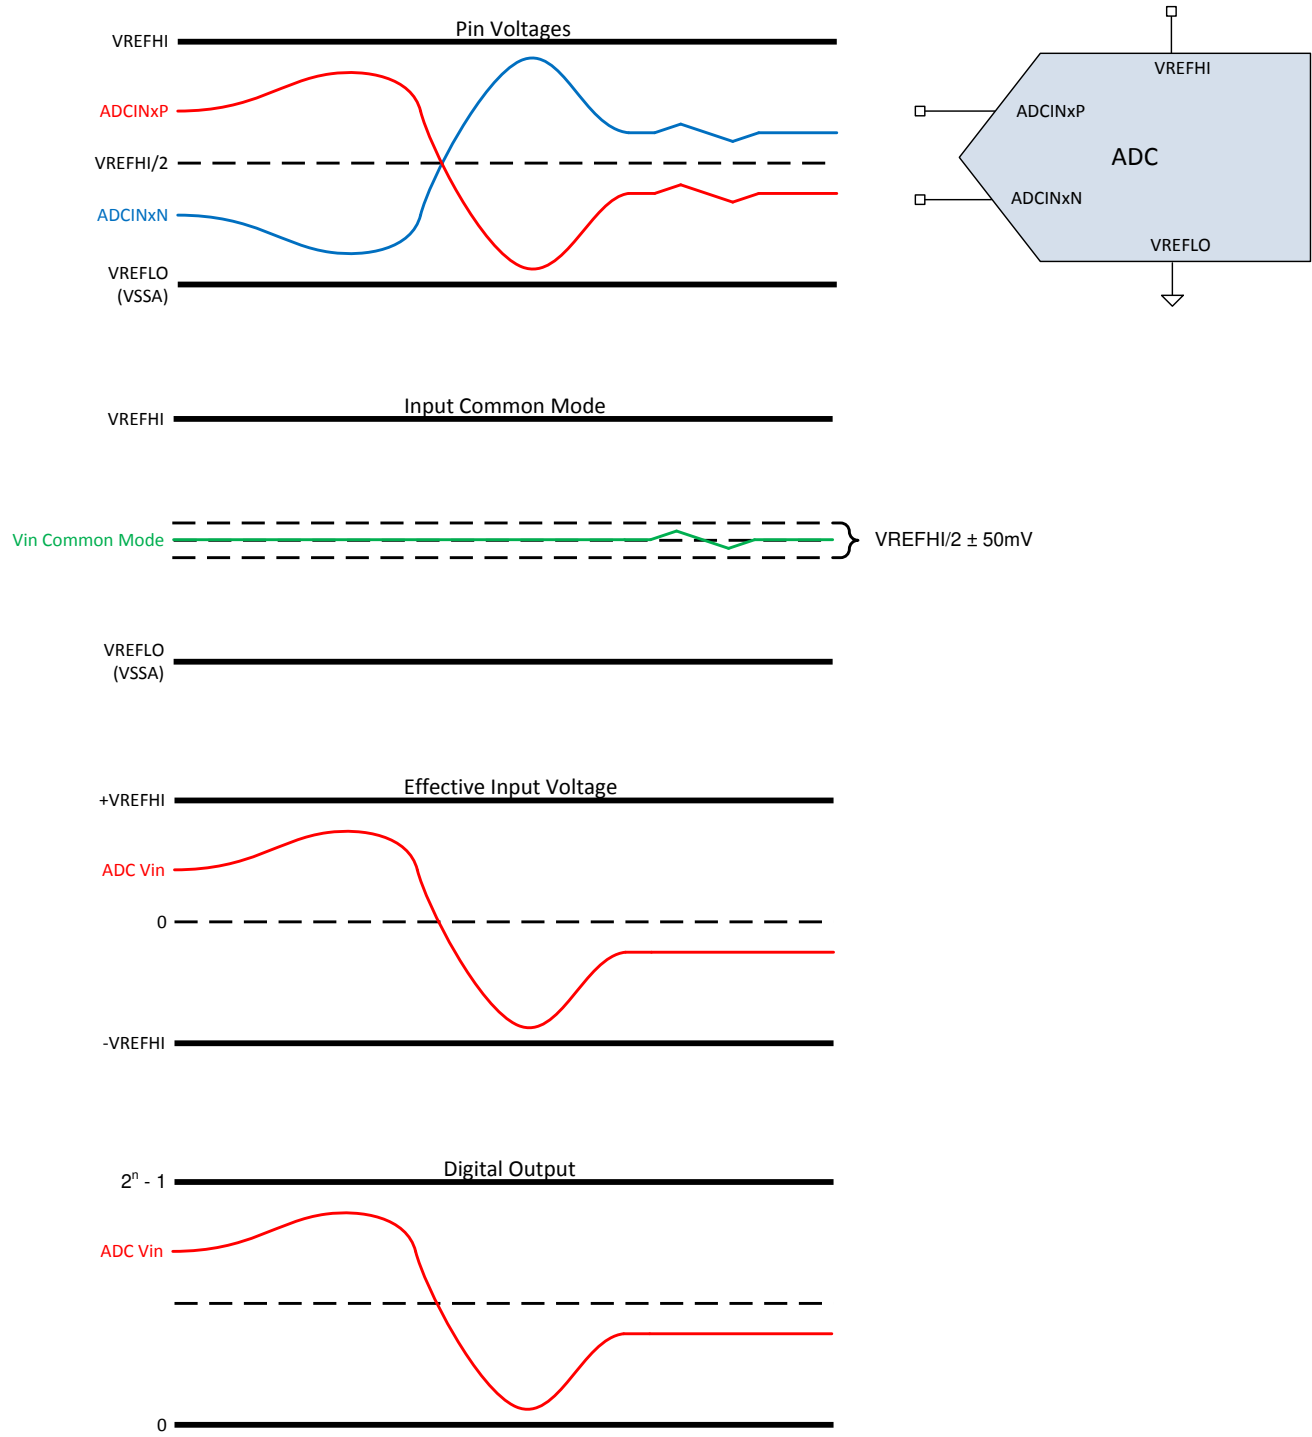 Pin Voltages
VREFHI
ADCINxP
VREFHI/2
ADCINxN
VREFLO
(VSSA)
VREFHI
ADCINxP
ADC
ADCINxN
VREFLO
Input Common Mode
VREFHI
Vin Common Mode
VREFHI/2 ± 50mV
VREFLO
(VSSA)
Effective Input Voltage
+VREFHI
ADC Vin
0
-VREFHI
Digital Output
2ⁿ - 1
ADC Vin
0